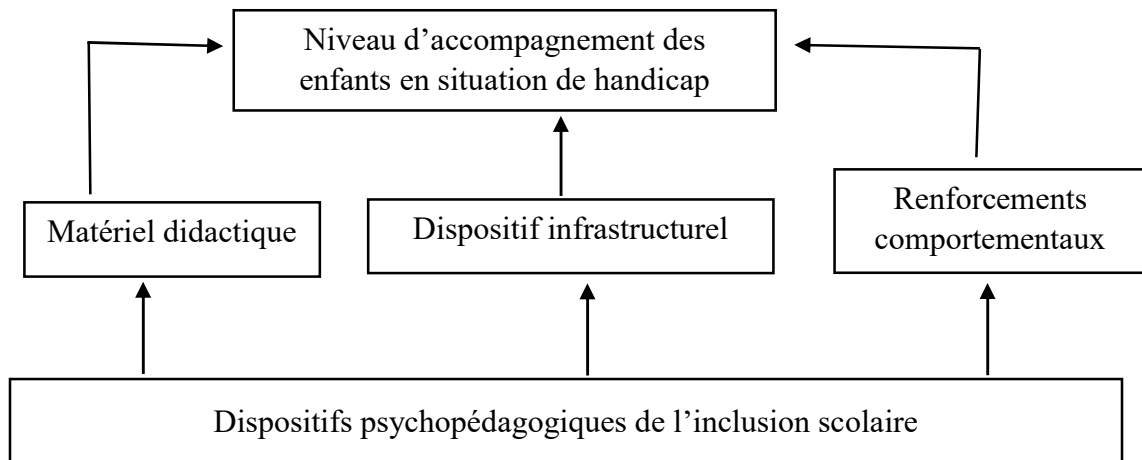 Niveau d’accompagnement des
enfants en situation de handicap
Matériel didactique
Dispositif infrastructurel
Renforcements
comportementaux
Dispositifs psychopédagogiques de l’inclusion scolaire